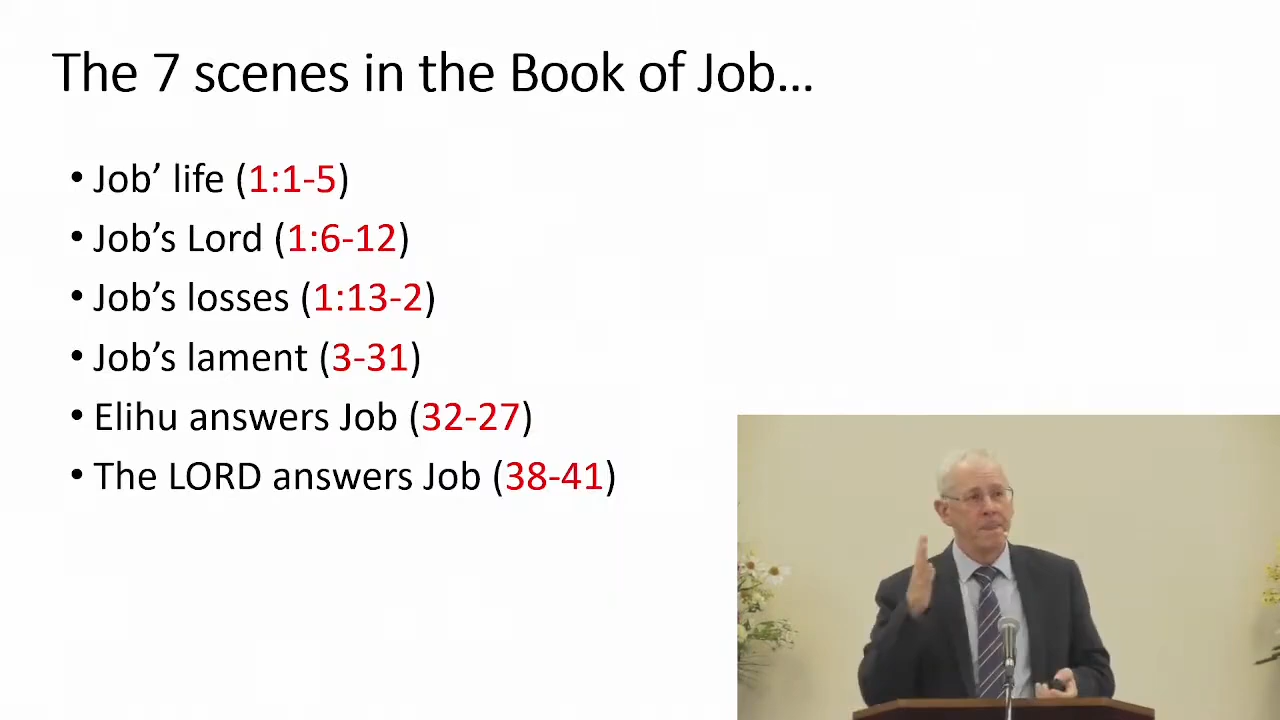 The 7 scenes in the Book of Job...
• Job’ life (1:1-5)
• Job’s Lord (1:6-12)
• Job’s losses (1:13-2)
• Job’s lament (3-31)
• Elihu answers Job (32-27)
• The LORD answers Job (38-41)